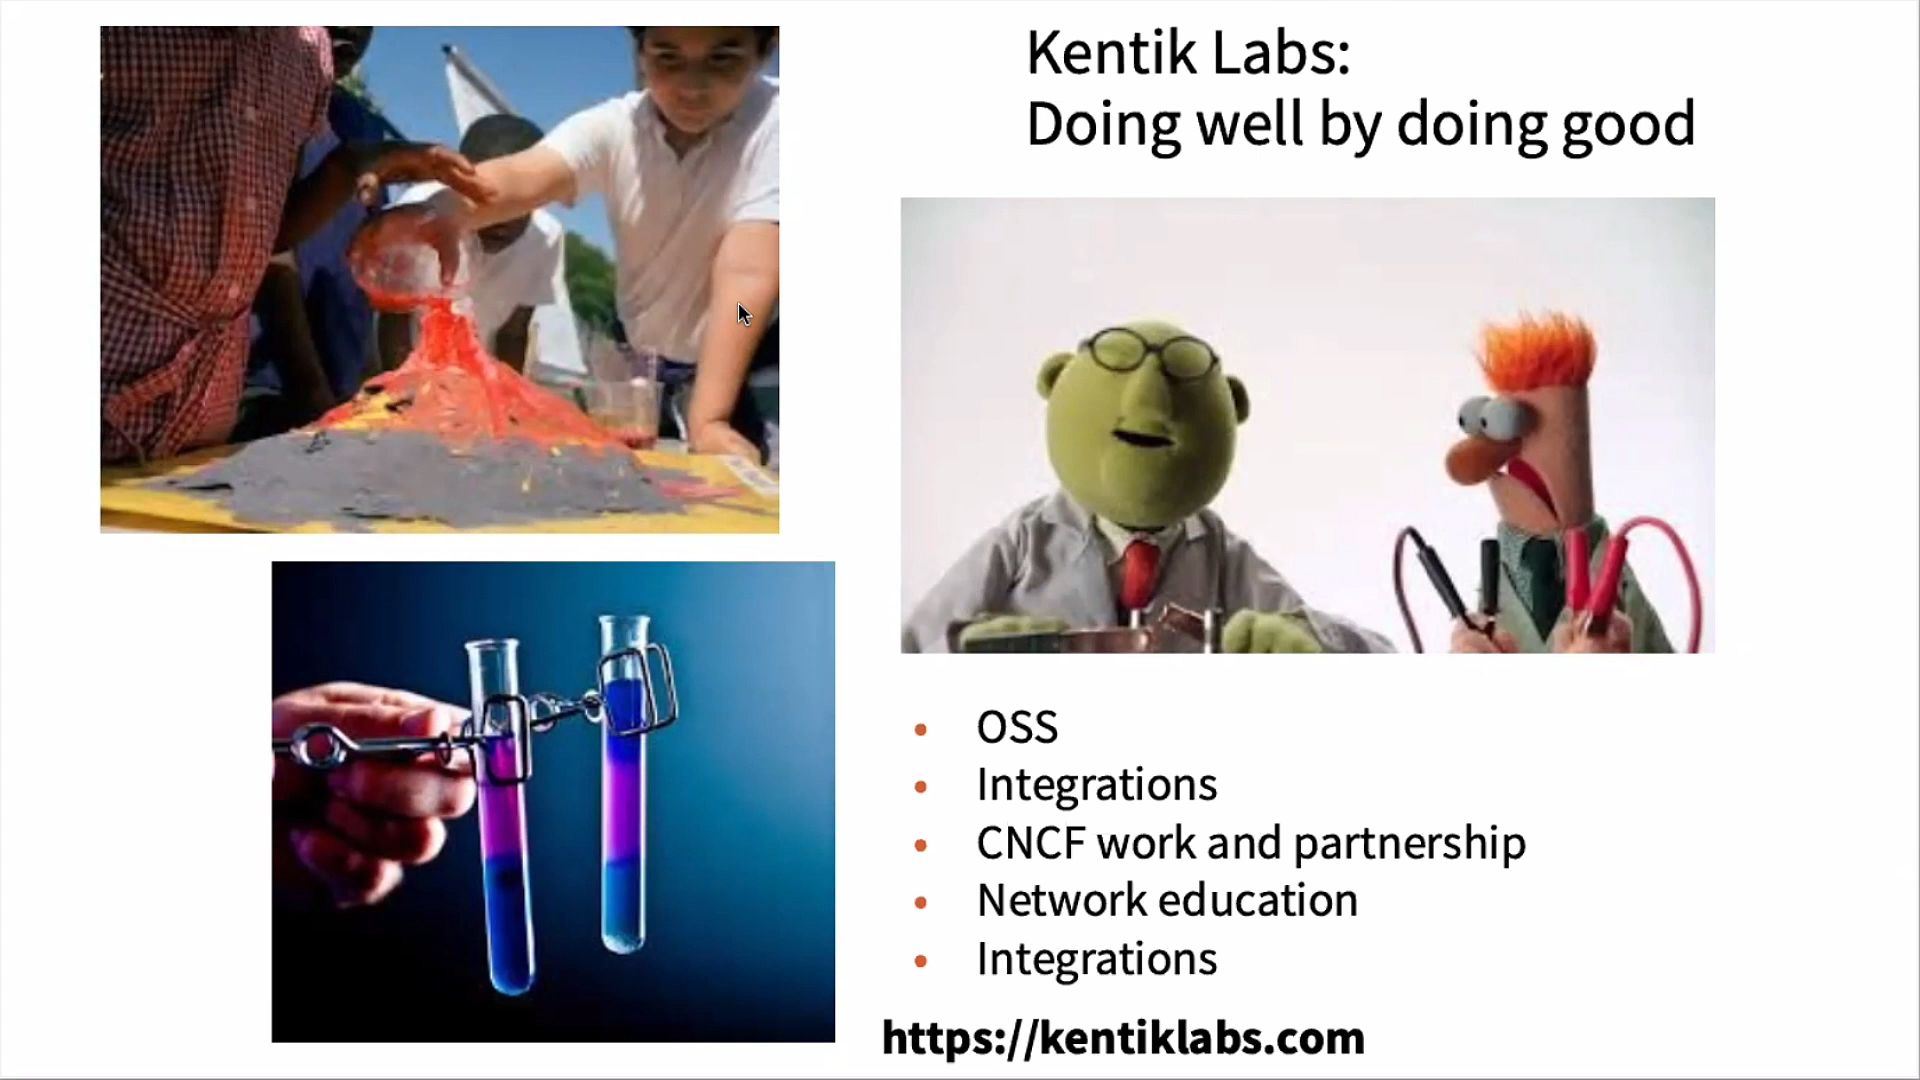 Kentik Labs:
Doing well by doing good
• OSS
• Integrations
• CNCF work and partnership
• Network education
• Integrations
https://kentiklabs.com